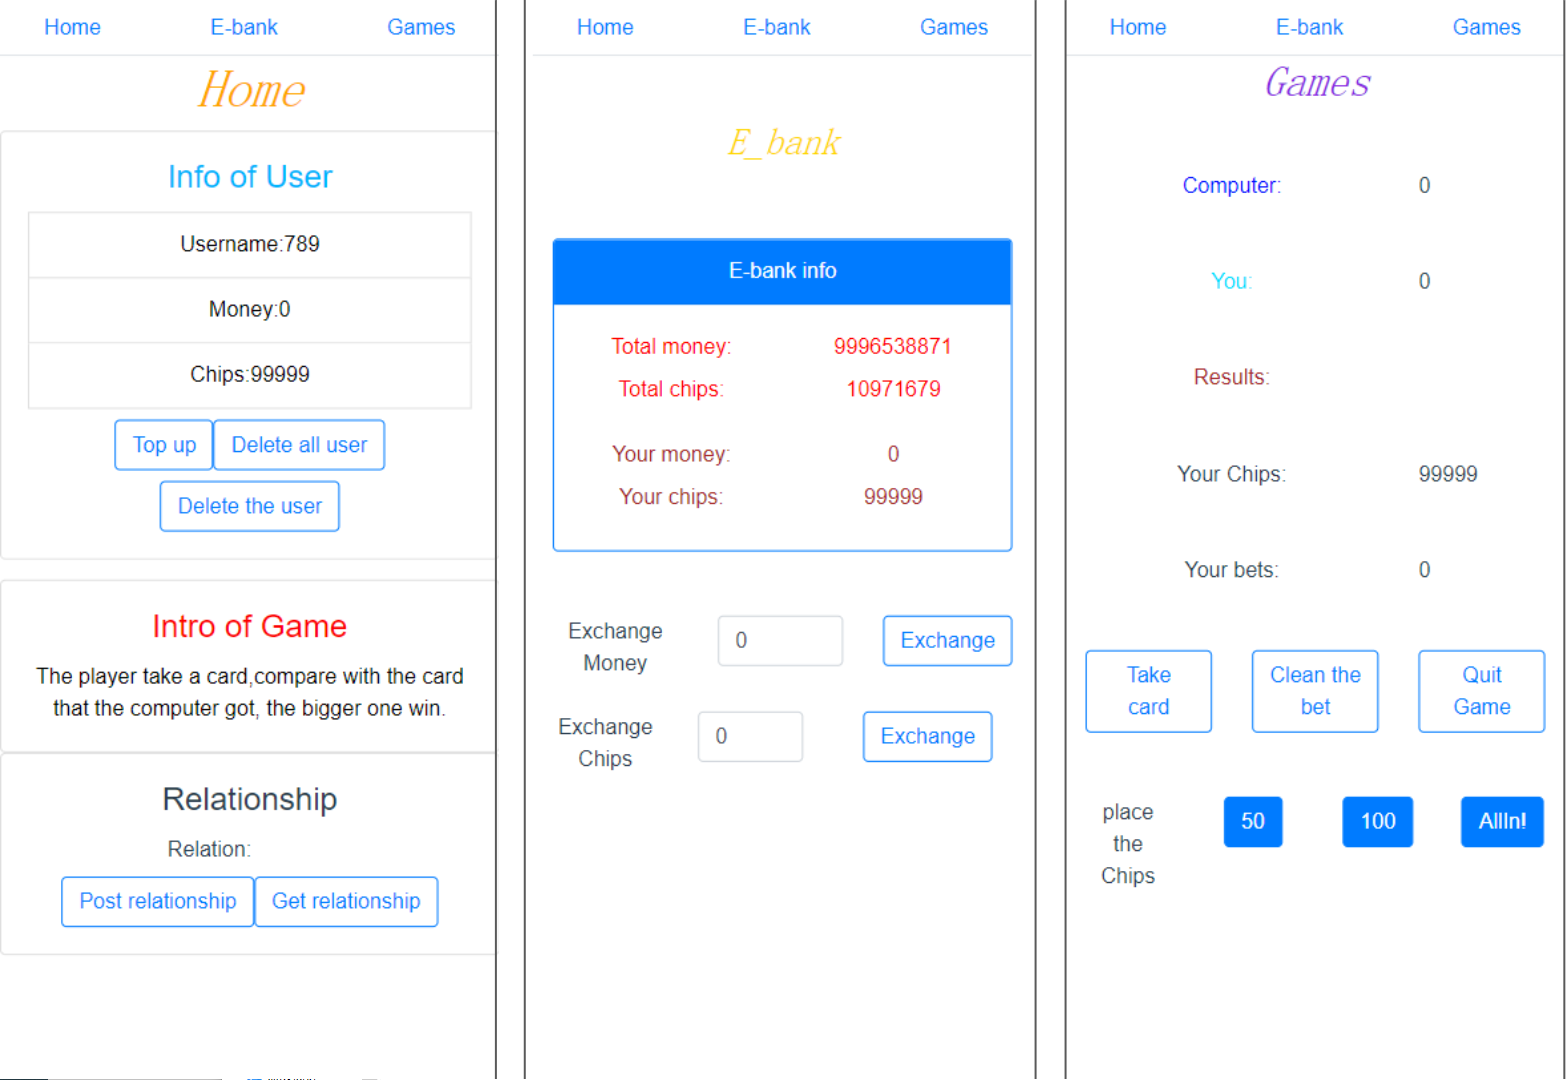 Home E-bank Games
Home
Info of User
Username:789
Money:0
Chips:99999
Top up Delete all user
Delete the user
Intro of Game
The player take a card,compare with the card
that the computer got, the bigger one win.
Relationship
Relation:
Post relationship Get relationship
Home E-bank Games
E_bank
E-bank info
Total money: 9996538871
Total chips: 10971679
Your money: 0
Your chips: 99999
Exchange
Money
0
Exchange
Exchange
Chips
0
Exchange
Home E-bank Games
Games
Computer: 0
You: 0
Results:
Your Chips: 99999
Your bets: 0
Take
card
Clean the
bet
Quit
Game
place
the
Chips
50
100
AllIn!